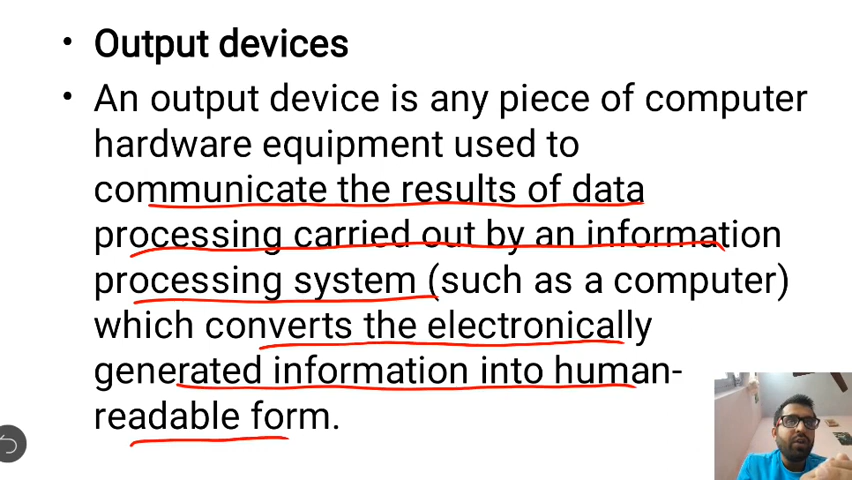 • Output devices
• An output device is any piece of computer
hardware equipment used to
communicate the results of data
processing carried out by an information
processing system (such as a computer)
which converts the electronically
generated information into human-
readable form.